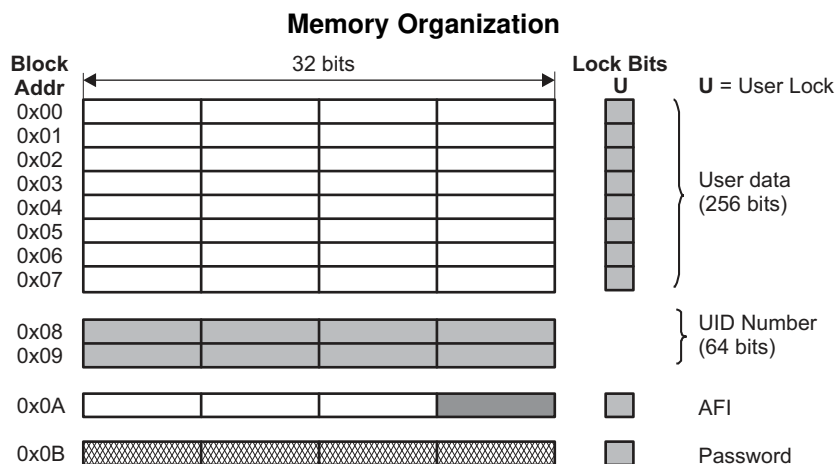 Memory Organization
Block Addr
32 bits
Lock Bits
U
U = User Lock
0x00
0x01
0x02
0x03
0x04
0x05
0x06
0x07
User data
(256 bits)
0x08
0x09
UID Number
(64 bits)
0x0A
AFI
0x0B
Password